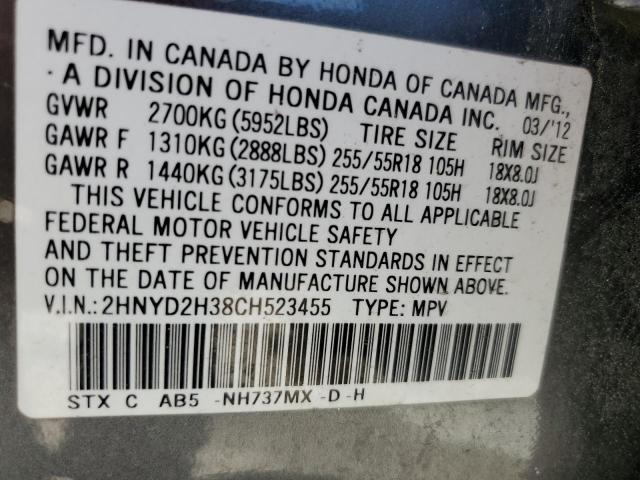 MFD. IN CANADA BY HONDA OF CANADA MFG.,
· A DIVISION OF HONDA CANADA INC. 03/'12
GVWR 2700KG (5952LBS) TIRE SIZE RIM SIZE
GAWR F 1310KG (2888LBS) 255/55R18 105H 18X8.0J
GAWR R 1440KG (3175LBS) 255/55R18 105H 18X8.0J
THIS VEHICLE CONFORMS TO ALL APPLICABLE
FEDERAL MOTOR VEHICLE SAFETY
AND THEFT PREVENTION STANDARDS IN EFFECT
ON THE DATE OF MANUFACTURE SHOWN ABOVE.
V.I.N.: 2HNYD2H38CH523455 TYPE: MPV
STX C AB5 -NH737MX -D -H